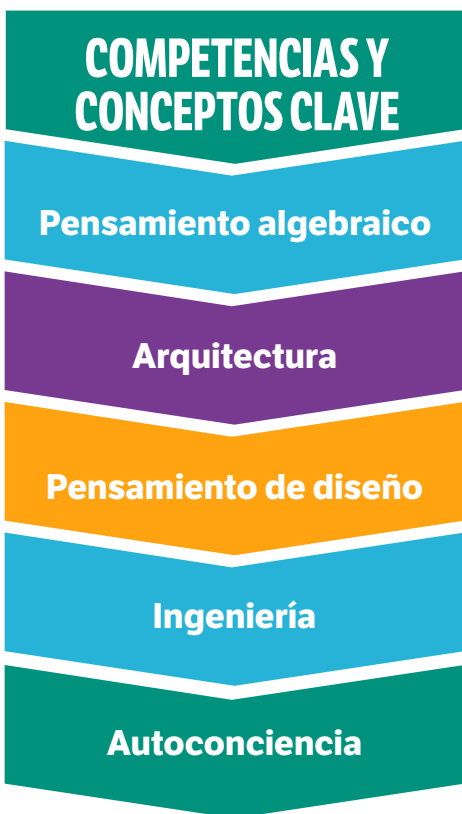 COMPETENCIAS Y
CONCEPTOS CLAVE
Pensamiento algebraico
Arquitectura
Pensamiento de diseño
Ingeniería
Autoconciencia